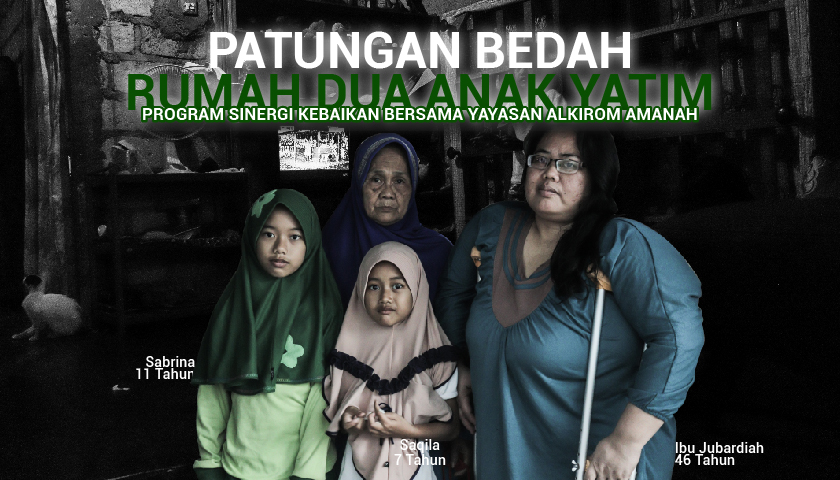 PATUNGAN BEDAH
RUMAH DUA ANAK YATIM
PROGRAM SINERGI KEBAIKAN BERSAMA YAYASAN ALKIROM AMANAH
Sabrina
11 Tahun
Saqila
7 Tahun
Ibu Jubardiah
46 Tahun